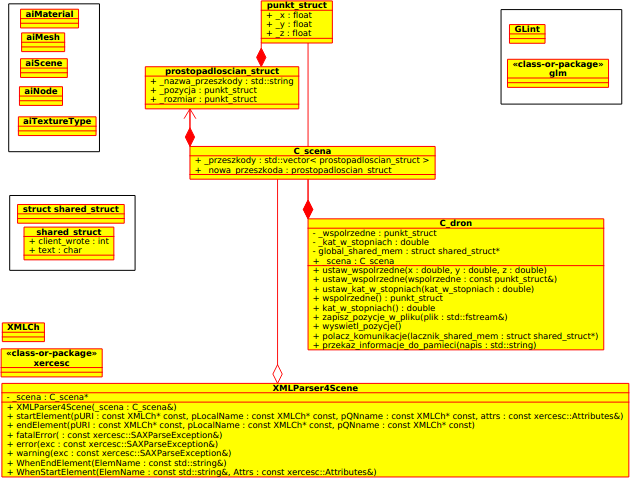 aiMaterial
aiMesh
aiScene
aiNode
aiTextureType
punkt_struct
+ _x : float
+ _y : float
+ _z : float
prostopadloscian_struct
+ _nazwa_przeszkody : std::string
+ _pozycja : punkt_struct
+ _rozmiar : punkt_struct
GLint
«class-or-package»
glm
C_scena
+ _przeszkody : std::vector< prostopadloscian_struct >
+ _nowa_przeszkoda : prostopadloscian_struct
struct shared_struct
shared_struct
+ client_wrote : int
+ text : char
C_dron
- _wspolrzedne : punkt_struct
- _kat_w_stopniach : double
- global_shared_mem : struct shared_struct*
+ _scena : C_scena
+ ustaw_wspolrzedne(x : double, y : double, z : double)
+ ustaw_wspolrzedne(wspolrzedne : const punkt_struct&)
+ ustaw_kat_w_stopniach(kat_w_stopniach : double)
+ wspolrzedne() : punkt_struct
+ kat_w_stopniach() : double
+ zapisz_pozycje_w_pliku(plik : std::fstream&)
+ wyswietl_pozycje()
+ polacz_komunikacje(lacznik_shared_mem : struct shared_struct*)
+ przekaz_informacje_do_pamieci(napis : std::string)
XMLCh
«class-or-package»
xercesc
XMLParser4Scene
- _scena : C_scena*
+ XMLParser4Scene(_scena : C_scena&)
+ startElement(pURI : const XMLCh* const, pLocalName : const XMLCh* const, pQNname : const XMLCh* const, attrs : const xercesc::Attributes&)
+ endElement(pURI : const XMLCh* const, pLocalName : const XMLCh* const, pQNname : const XMLCh* const)
+ fatalError( : const xercesc::SAXParseException&)
+ error(exc : const xercesc::SAXParseException&)
+ warning(exc : const xercesc::SAXParseException&)
+ WhenEndElement(ElemName : const std::string&)
+ WhenStartElement(ElemName : const std::string&, Attrs : const xercesc::Attributes&)